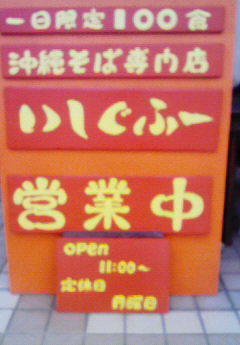 一日限定100食
沖縄そば専門店
いしぐふー
営業中
OPEN
11:00~
定休日
月曜日